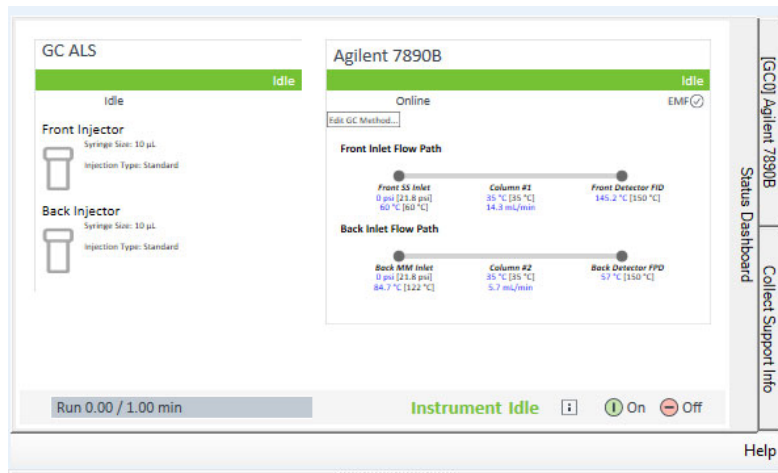 GC ALS
Idle
Idle
Front Injector
Syringe Size: 10 µL
Injection Type: Standard
Back Injector
Syringe Size: 10 µL
Injection Type: Standard
Agilent 7890B
Idle
Online
EMF
Edit GC Method...
Front Inlet Flow Path
Front SS Inlet
0 psi [21.8 psi]
60 °C [60 °C]
Column #1
35 °C [35 °C]
14.3 mL/min
Front Detector FID
145.2 °C [150 °C]
Back Inlet Flow Path
Back MM Inlet
0 psi [21.8 psi]
84.7 °C [122 °C]
Column #2
35 °C [35 °C]
5.7 mL/min
Back Detector FPD
57 °C [150 °C]
Run 0.00 / 1.00 min
Instrument Idle
On
Off
Status Dashboard
[GC0] Agilent 7890B
Collect Support Info
Help